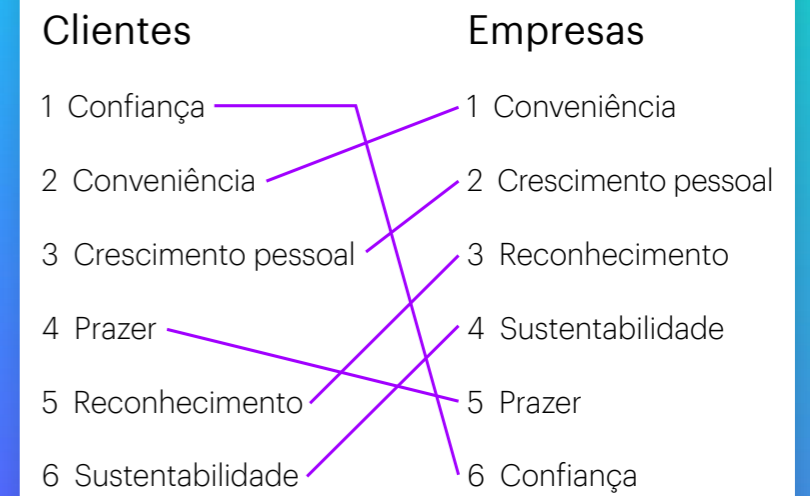 Clientes
Empresas
1 Confiança
1 Conveniência
2 Conveniência
2 Crescimento pessoal
3 Crescimento pessoal
3 Reconhecimento
4 Prazer
4 Sustentabilidade
5 Reconhecimento
5 Prazer
6 Sustentabilidade
6 Confiança